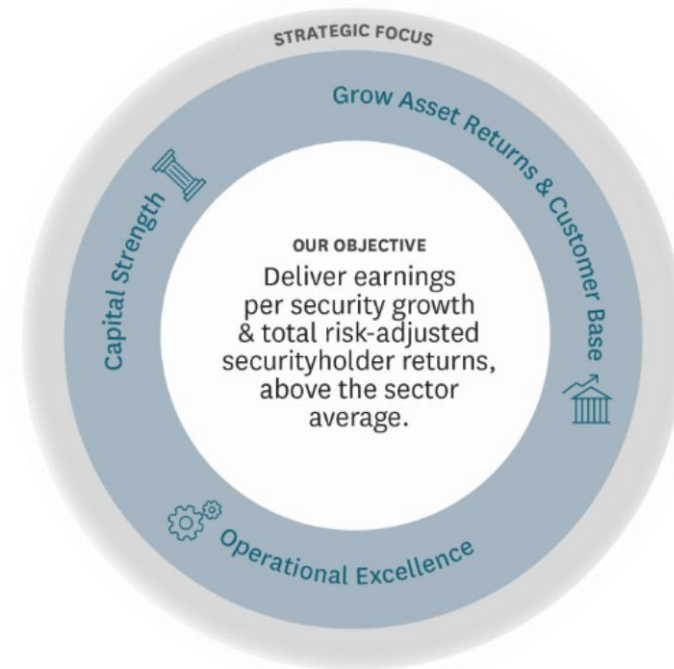 STRATEGIC FOCUS
Grow Asset Returns & Customer Base
Capital Strength
OUR OBJECTIVE
Deliver earnings
per security growth
& total risk-adjusted
securityholder returns,
above the sector
average.
Operational Excellence